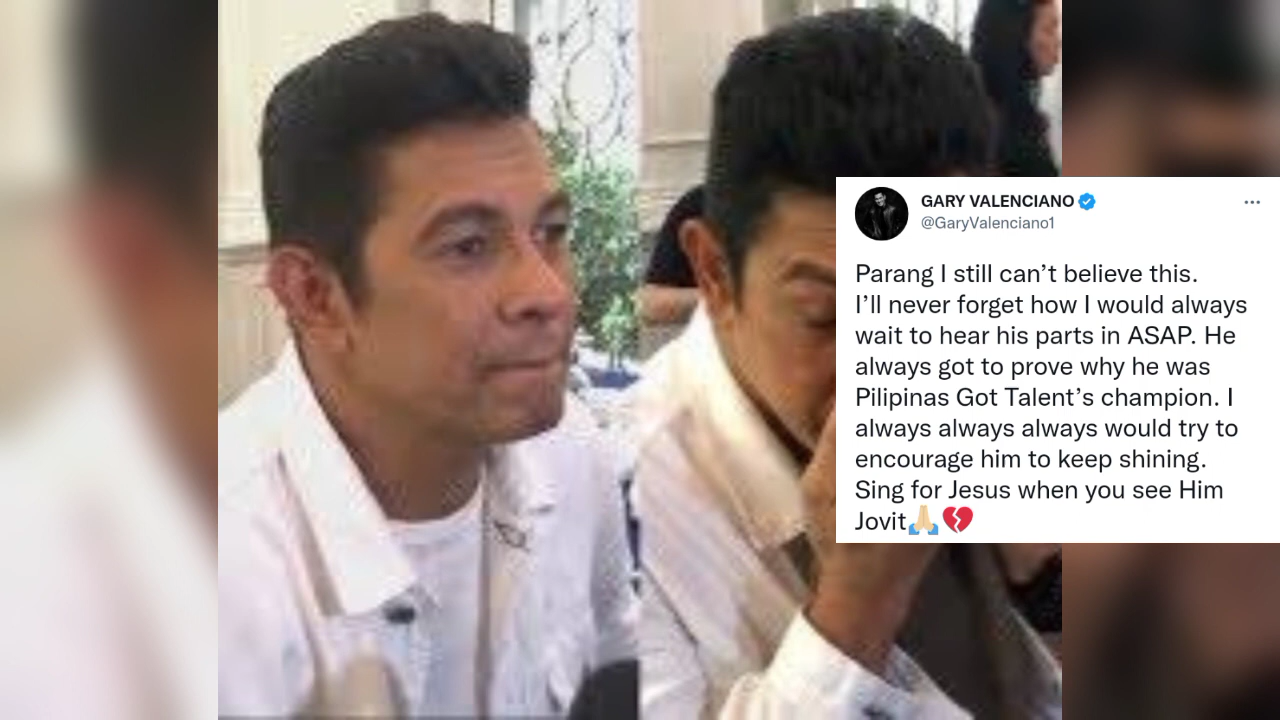 GARY VALENCIANO
@GaryValenciano1
Parang I still can’t believe this.
I’ll never forget how I would always
wait to hear his parts in ASAP. He
always got to prove why he was
Pilipinas Got Talent’s champion. I
always always always would try to
encourage him to keep shining.
Sing for Jesus when you see Him
Jovit🙏🏼💔